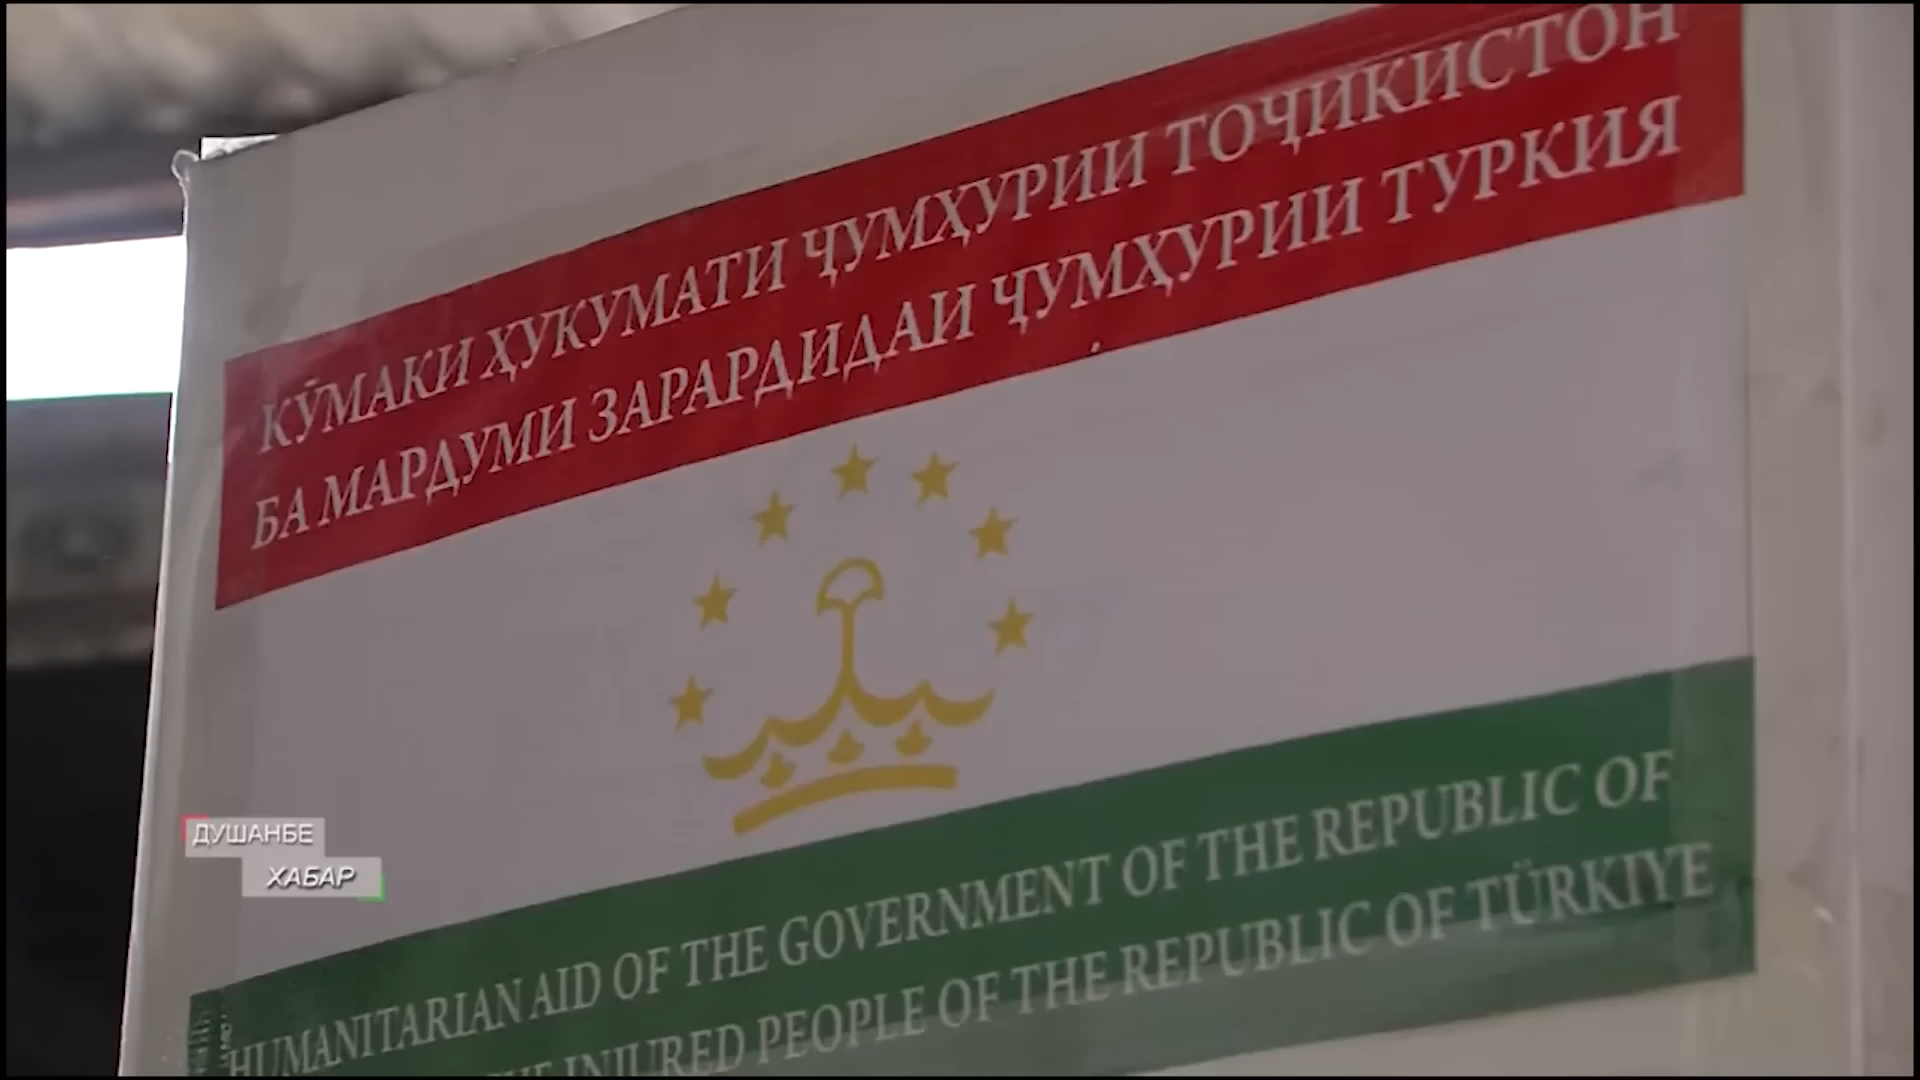 КӮМАКИ ҲУКУМАТИ ҶУМҲУРИИ ТОҶИКИСТОН
БА МАРДУМИ ЗАРАРДИДАИ ҶУМҲУРИИ ТУРКИЯ
ДУШАНБЕ
ХАБАР
HUMANITARIAN AID OF THE GOVERNMENT OF THE REPUBLIC OF
INJURED PEOPLE OF THE REPUBLIC OF TÜRKIYE